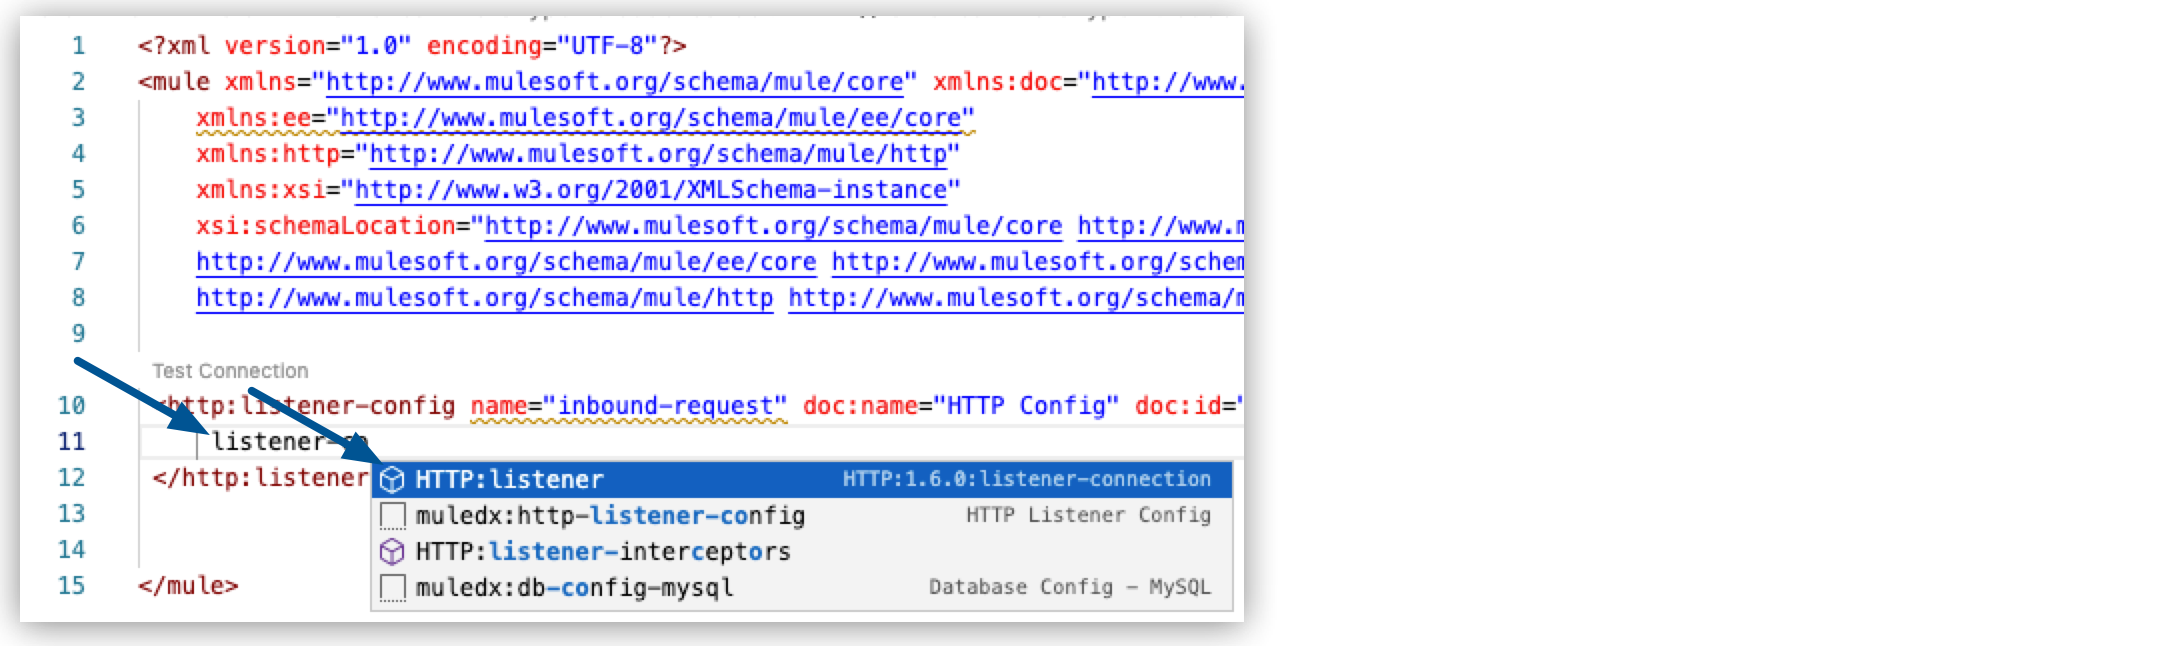 1 <?xml version="1.0" encoding="UTF-8"?>
2 <mule xmlns="http://www.mulesoft.org/schema/mule/core" xmlns:doc="http://www.
3 xmlns:ee="http://www.mulesoft.org/schema/mule/ee/core"
4 xmlns:http="http://www.mulesoft.org/schema/mule/http"
5 xmlns:xsi="http://www.w3.org/2001/XMLSchema-instance"
6 xsi:schemaLocation="http://www.mulesoft.org/schema/mule/core http://www.m
7 http://www.mulesoft.org/schema/mule/ee/core http://www.mulesoft.org/schem
8 http://www.mulesoft.org/schema/mule/http http://www.mulesoft.org/schema/m
9
Test Connection
10 <http:listener-config name="inbound-request" doc:name="HTTP Config" doc:id="
11 listener-co
12 </http:listener
HTTP:listener HTTP:1.6.0:listener-connection
13 muledx:http-listener-config HTTP Listener Config
14 HTTP:listener-interceptors
15 </mule> muledx:db-config-mysql Database Config – MySQL